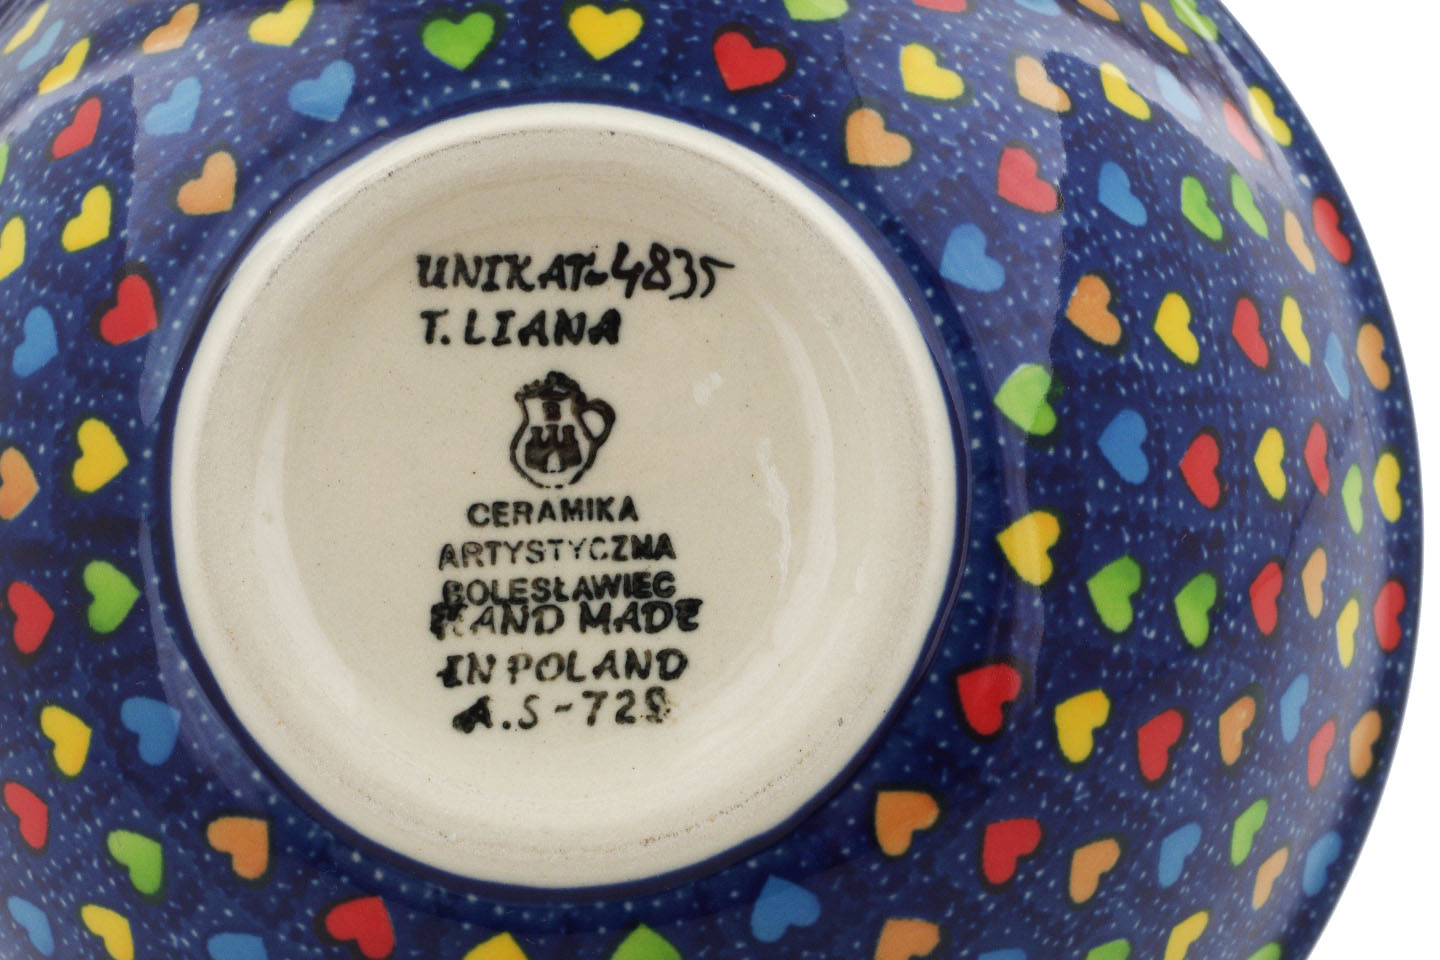 UNIKAT-4835
T. LIANA
CERAMIKA
ARTYSTYCZNA
BOLESŁAWIEC
HAND MADE
IN POLAND
A.S-729